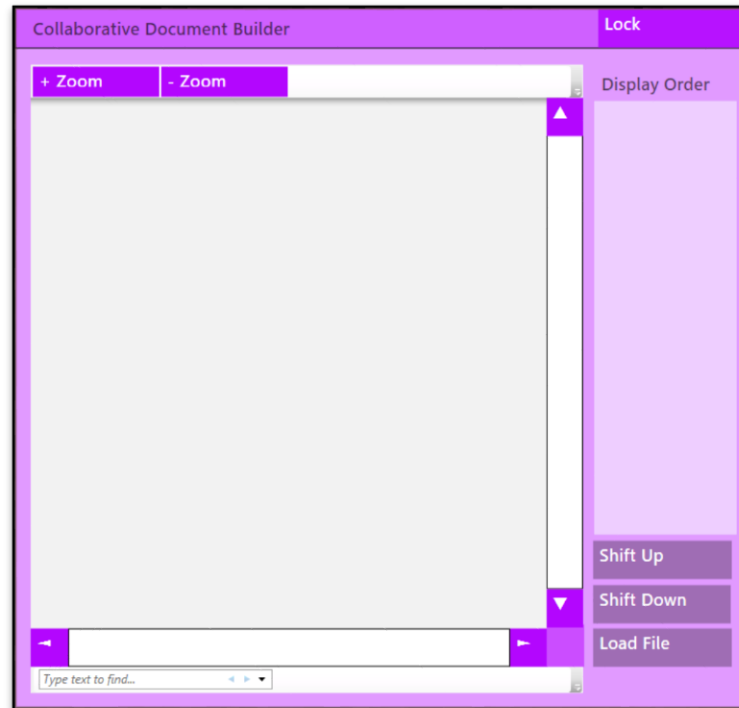 Collaborative Document Builder
Lock
+ Zoom
- Zoom
Display Order
Shift Up
Shift Down
Load File
Type text to find...